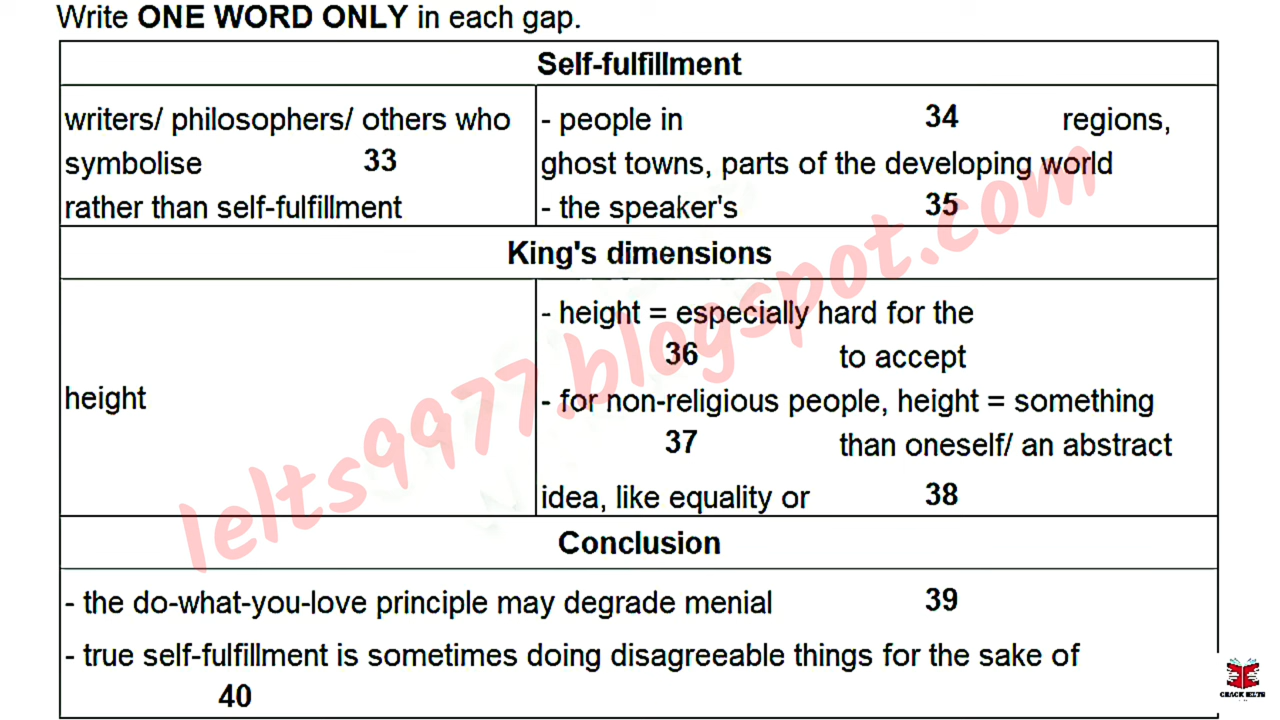 Write ONE WORD ONLY in each gap.
Self-fulfillment
writers/ philosophers/ others who
symbolise 33
rather than self-fulfillment
- people in 34 regions,
ghost towns, parts of the developing world
- the speaker's 35
King's dimensions
height
- height = especially hard for the
36 to accept
- for non-religious people, height = something
37 than oneself/ an abstract
idea, like equality or 38
Conclusion
- the do-what-you-love principle may degrade menial 39
- true self-fulfillment is sometimes doing disagreeable things for the sake of
40
Ielts9977.blogspot.com
CRACK IELTS